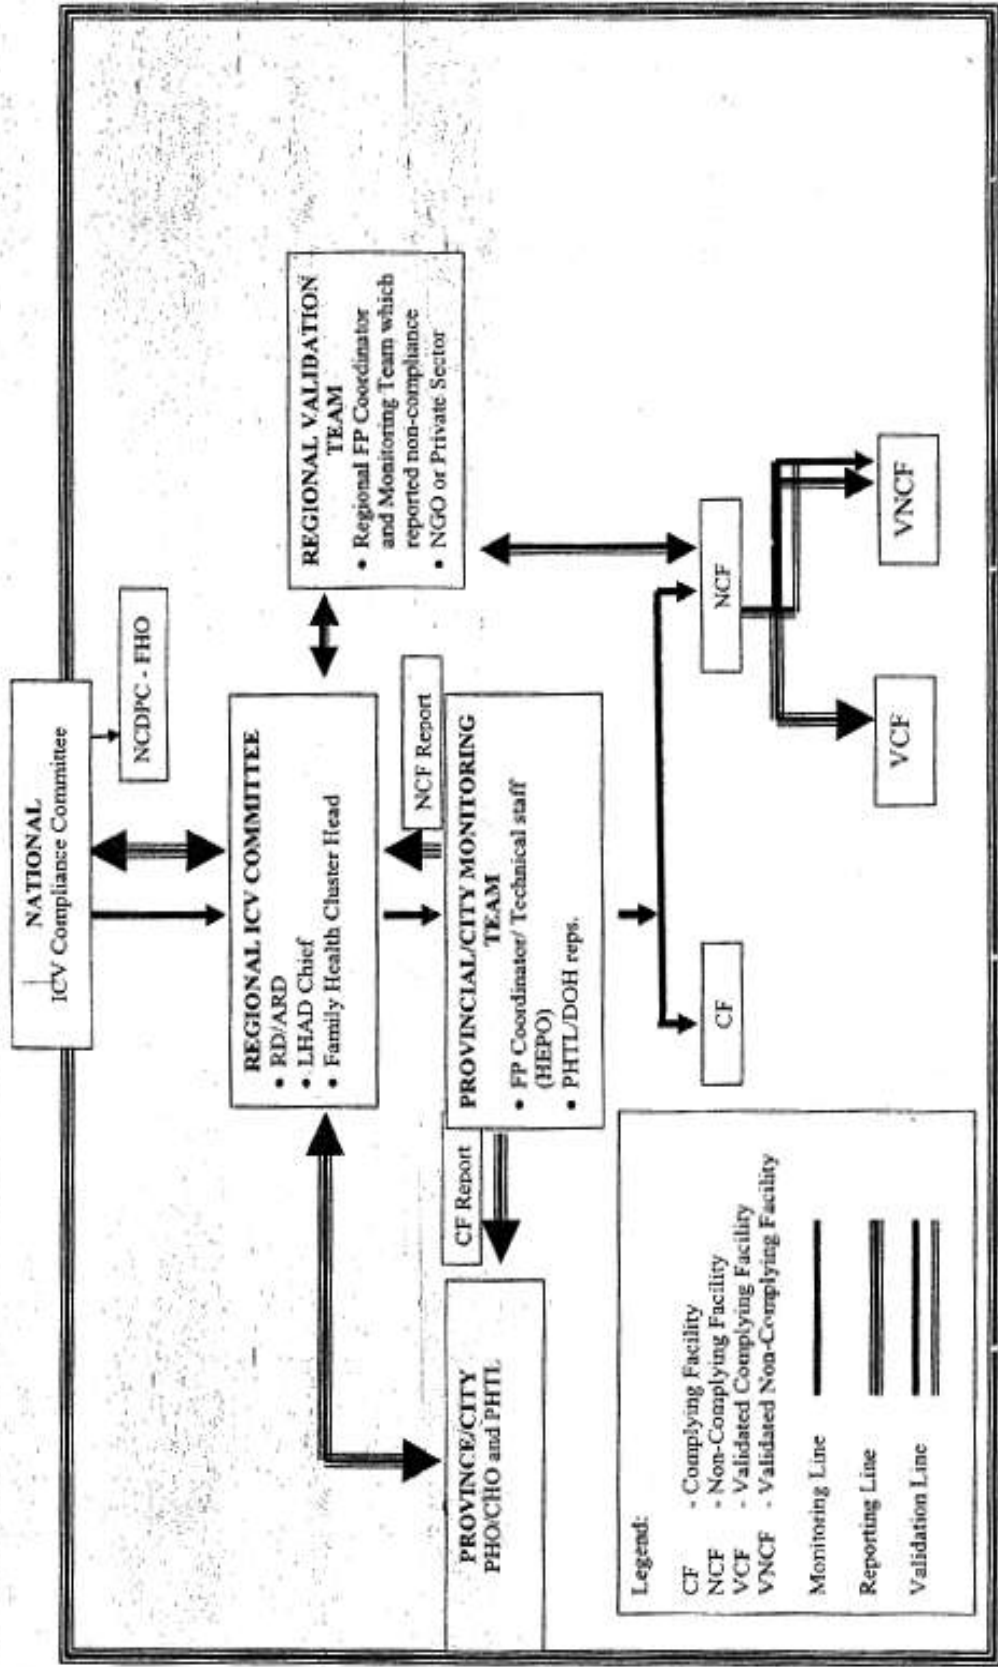 NATIONAL
ICV Compliance Committee
NCDPC - FHO
REGIONAL ICV COMMITTEE
• RD/ARD
• LHAD Chief
• Family Health Cluster Head
REGIONAL VALIDATION
TEAM
• Regional FP Coordinator
and Monitoring Team which
reported non-compliance
• NGO or Private Sector
NCF Report
CF Report
PROVINCE/CITY
PHO/CHO and PHTL
PROVINCIAL/CITY MONITORING
TEAM
• FP Coordinator/ Technical staff
(HEPO)
• PHTL/DOH reps.
CF
NCF
VCF
VNCF
Legend:
CF - Complying Facility
NCF - Non-Complying Facility
VCF - Validated Complying Facility
VNCF - Validated Non-Complying Facility
Monitoring Line
Reporting Line
Validation Line